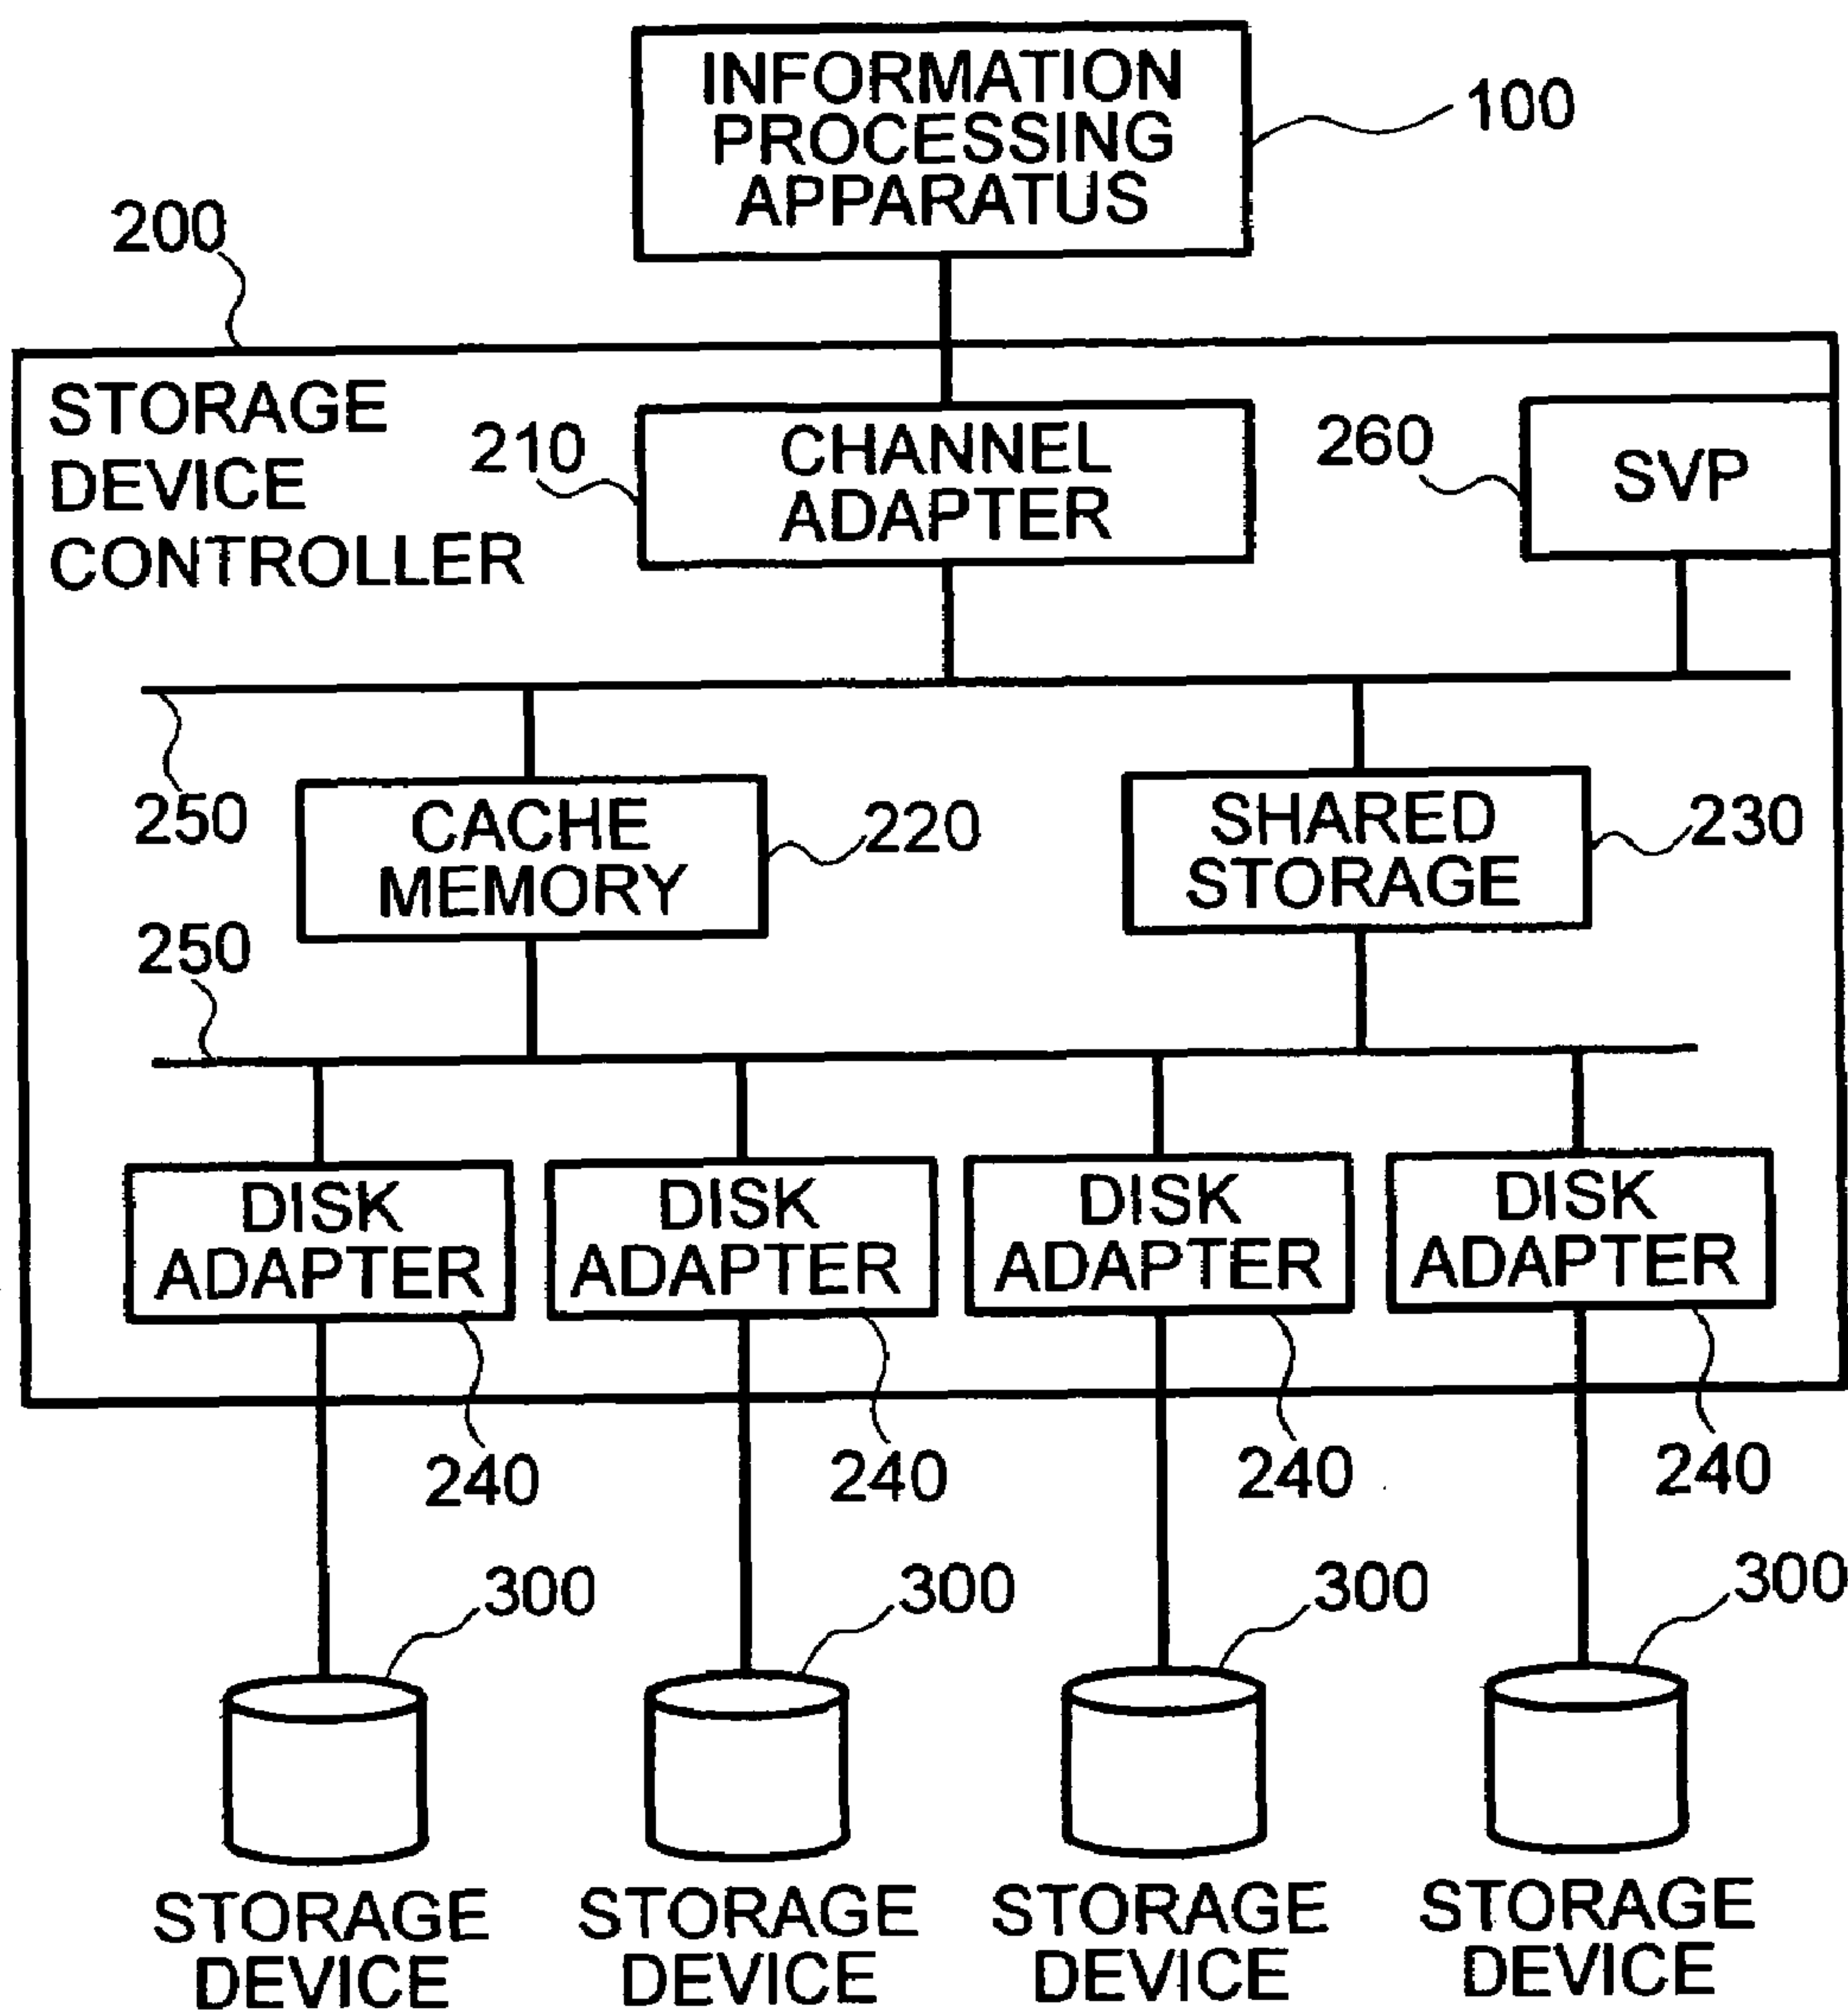 INFORMATION
PROCESSING
APPARATUS
100
200
STORAGE
DEVICE
CONTROLLER
210
CHANNEL
ADAPTER
260
SVP
250
CACHE
MEMORY
220
SHARED
STORAGE
230
250
DISK
ADAPTER
DISK
ADAPTER
DISK
ADAPTER
DISK
ADAPTER
240
240
240
240
300
300
300
300
STORAGE
DEVICE
STORAGE
DEVICE
STORAGE
DEVICE
STORAGE
DEVICE